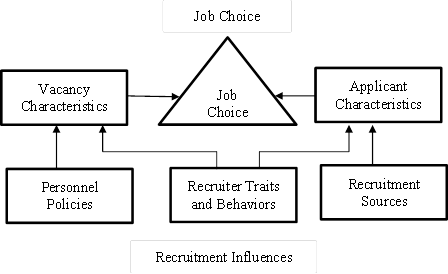 Job Choice
Vacancy
Characteristics
Job
Choice
Applicant
Characteristics
Personnel
Policies
Recruiter Traits
and Behaviors
Recruitment
Sources
Recruitment Influences